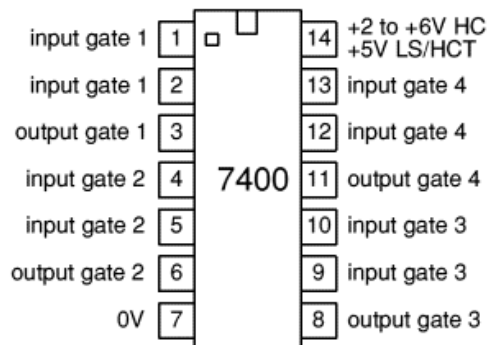 input gate 1 1 14 +2 to +6V HC
+5V LS/HCT
input gate 1 2 13 input gate 4
output gate 1 3 12 input gate 4
input gate 2 4 7400 11 output gate 4
input gate 2 5 10 input gate 3
output gate 2 6 9 input gate 3
0V 7 8 output gate 3